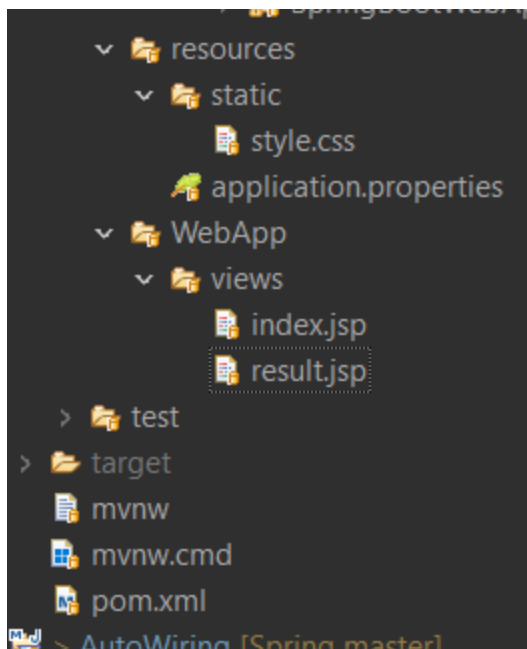 SpringBootWebAp
resources
static
style.css
application.properties
WebApp
views
index.jsp
result.jsp
test
target
mvnw
mvnw.cmd
pom.xml
> AutoWiring [Spring master]